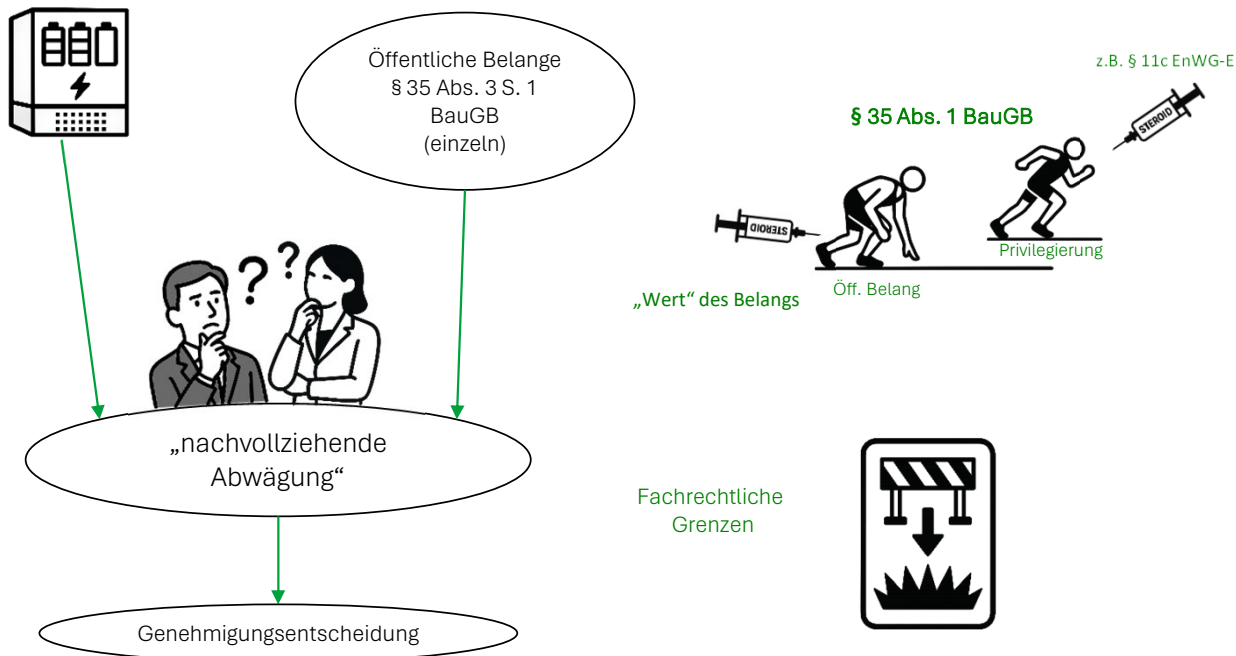 Öffentliche Belange
§ 35 Abs. 3 S. 1
BauGB
(einzeln)
„nachvollziehende
Abwägung“
Genehmigungsentscheidung
z.B. § 11c EnWG-E
§ 35 Abs. 1 BauGB
STEROID
STEROID
Privilegierung
Öff. Belang
„Wert“ des Belangs
Fachrechtliche
Grenzen